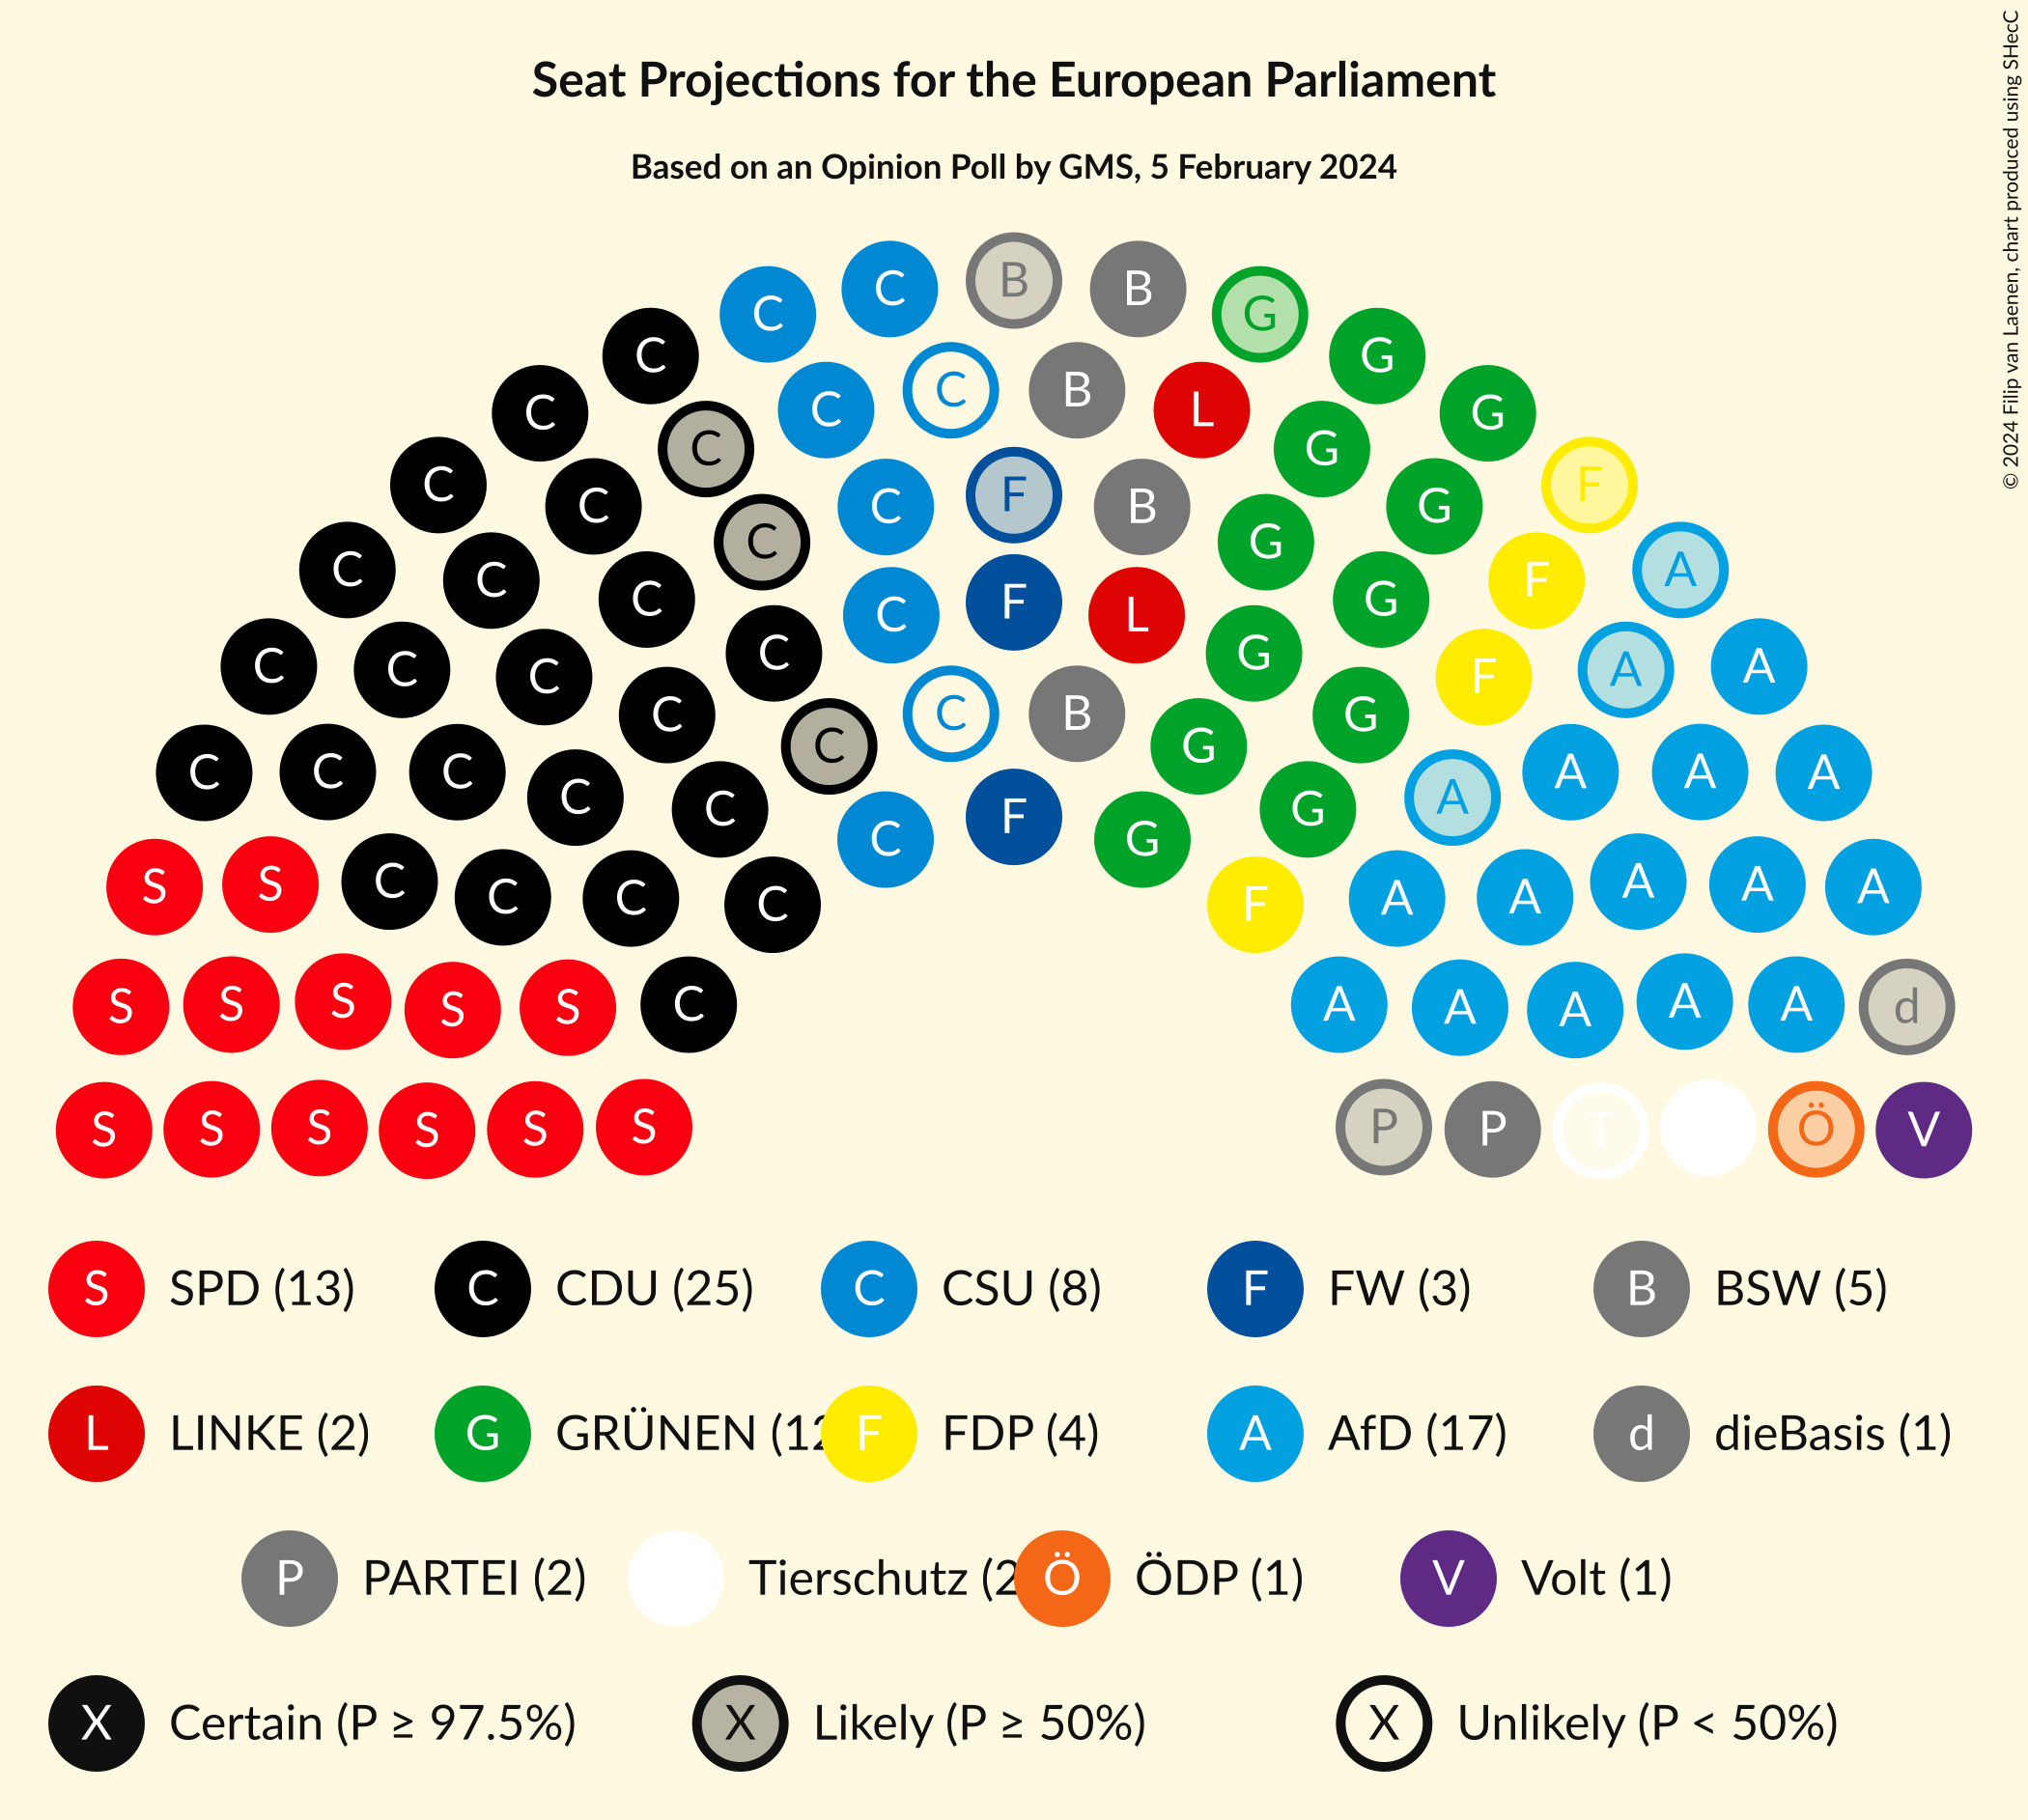 Seat Projections for the European Parliament
Based on an Opinion Poll by GMS, 5 February 2024
© 2024 Filip van Laenen, chart produced using SHecC
C C B B G
C G
C C B L G
C C G F
C C F B G G A
C C C F L G G F A A
C C C C C B G G F A A A A
C C C C C C F G G A
S S C C C C F A A A A A
S S S S S C A A A A A d
S S S S S S P P T Ö V
S SPD (13) C CDU (25) C CSU (8) F FW (3) B BSW (5)
L LINKE (2) G GRÜNEN (12 F FDP (4) A AfD (17) d dieBasis (1)
P PARTEI (2) Tierschutz (2 Ö ÖDP (1) V Volt (1)
X Certain (P ≥ 97.5%) X Likely (P ≥ 50%) X Unlikely (P < 50%)